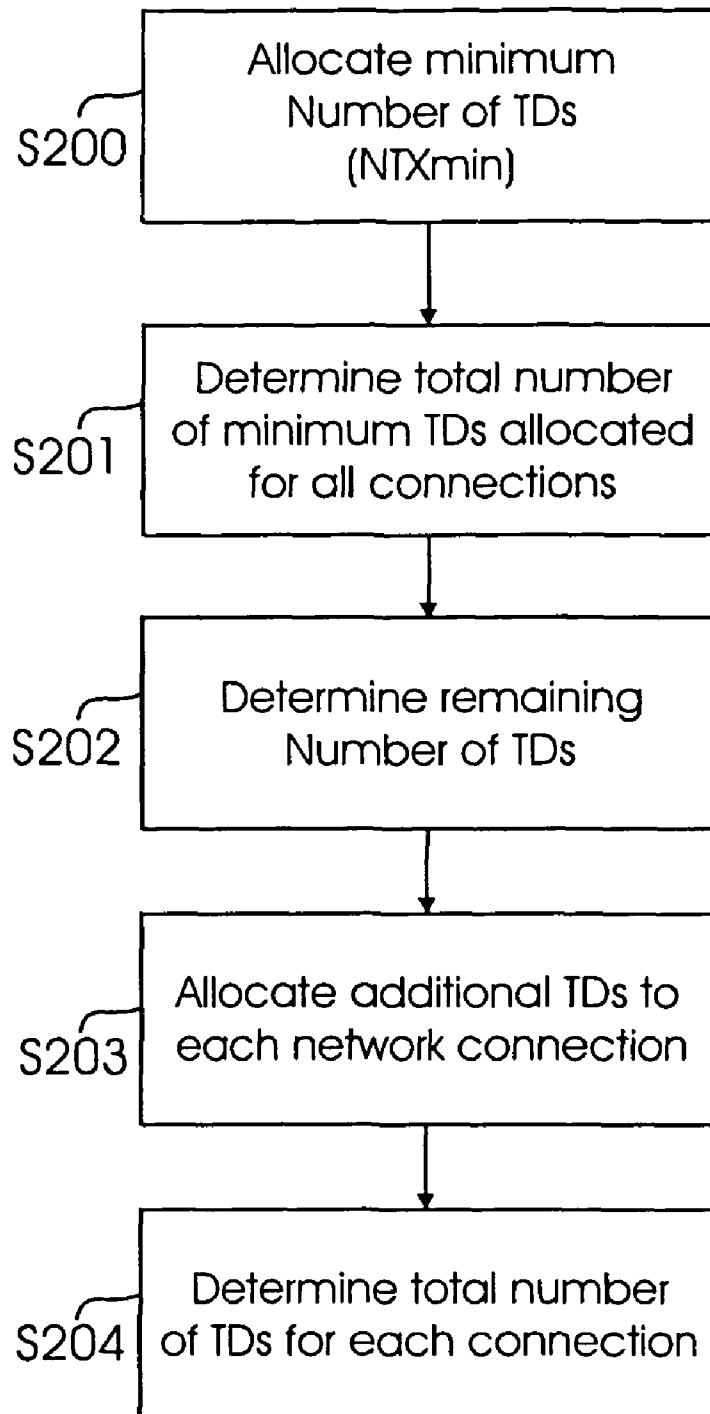 Allocate minimum
Number of TDs
(NTXmin)
S200
Determine total number
of minimum TDs allocated
for all connections
S201
Determine remaining
Number of TDs
S202
Allocate additional TDs to
each network connection
S203
Determine total number
of TDs for each connection
S204